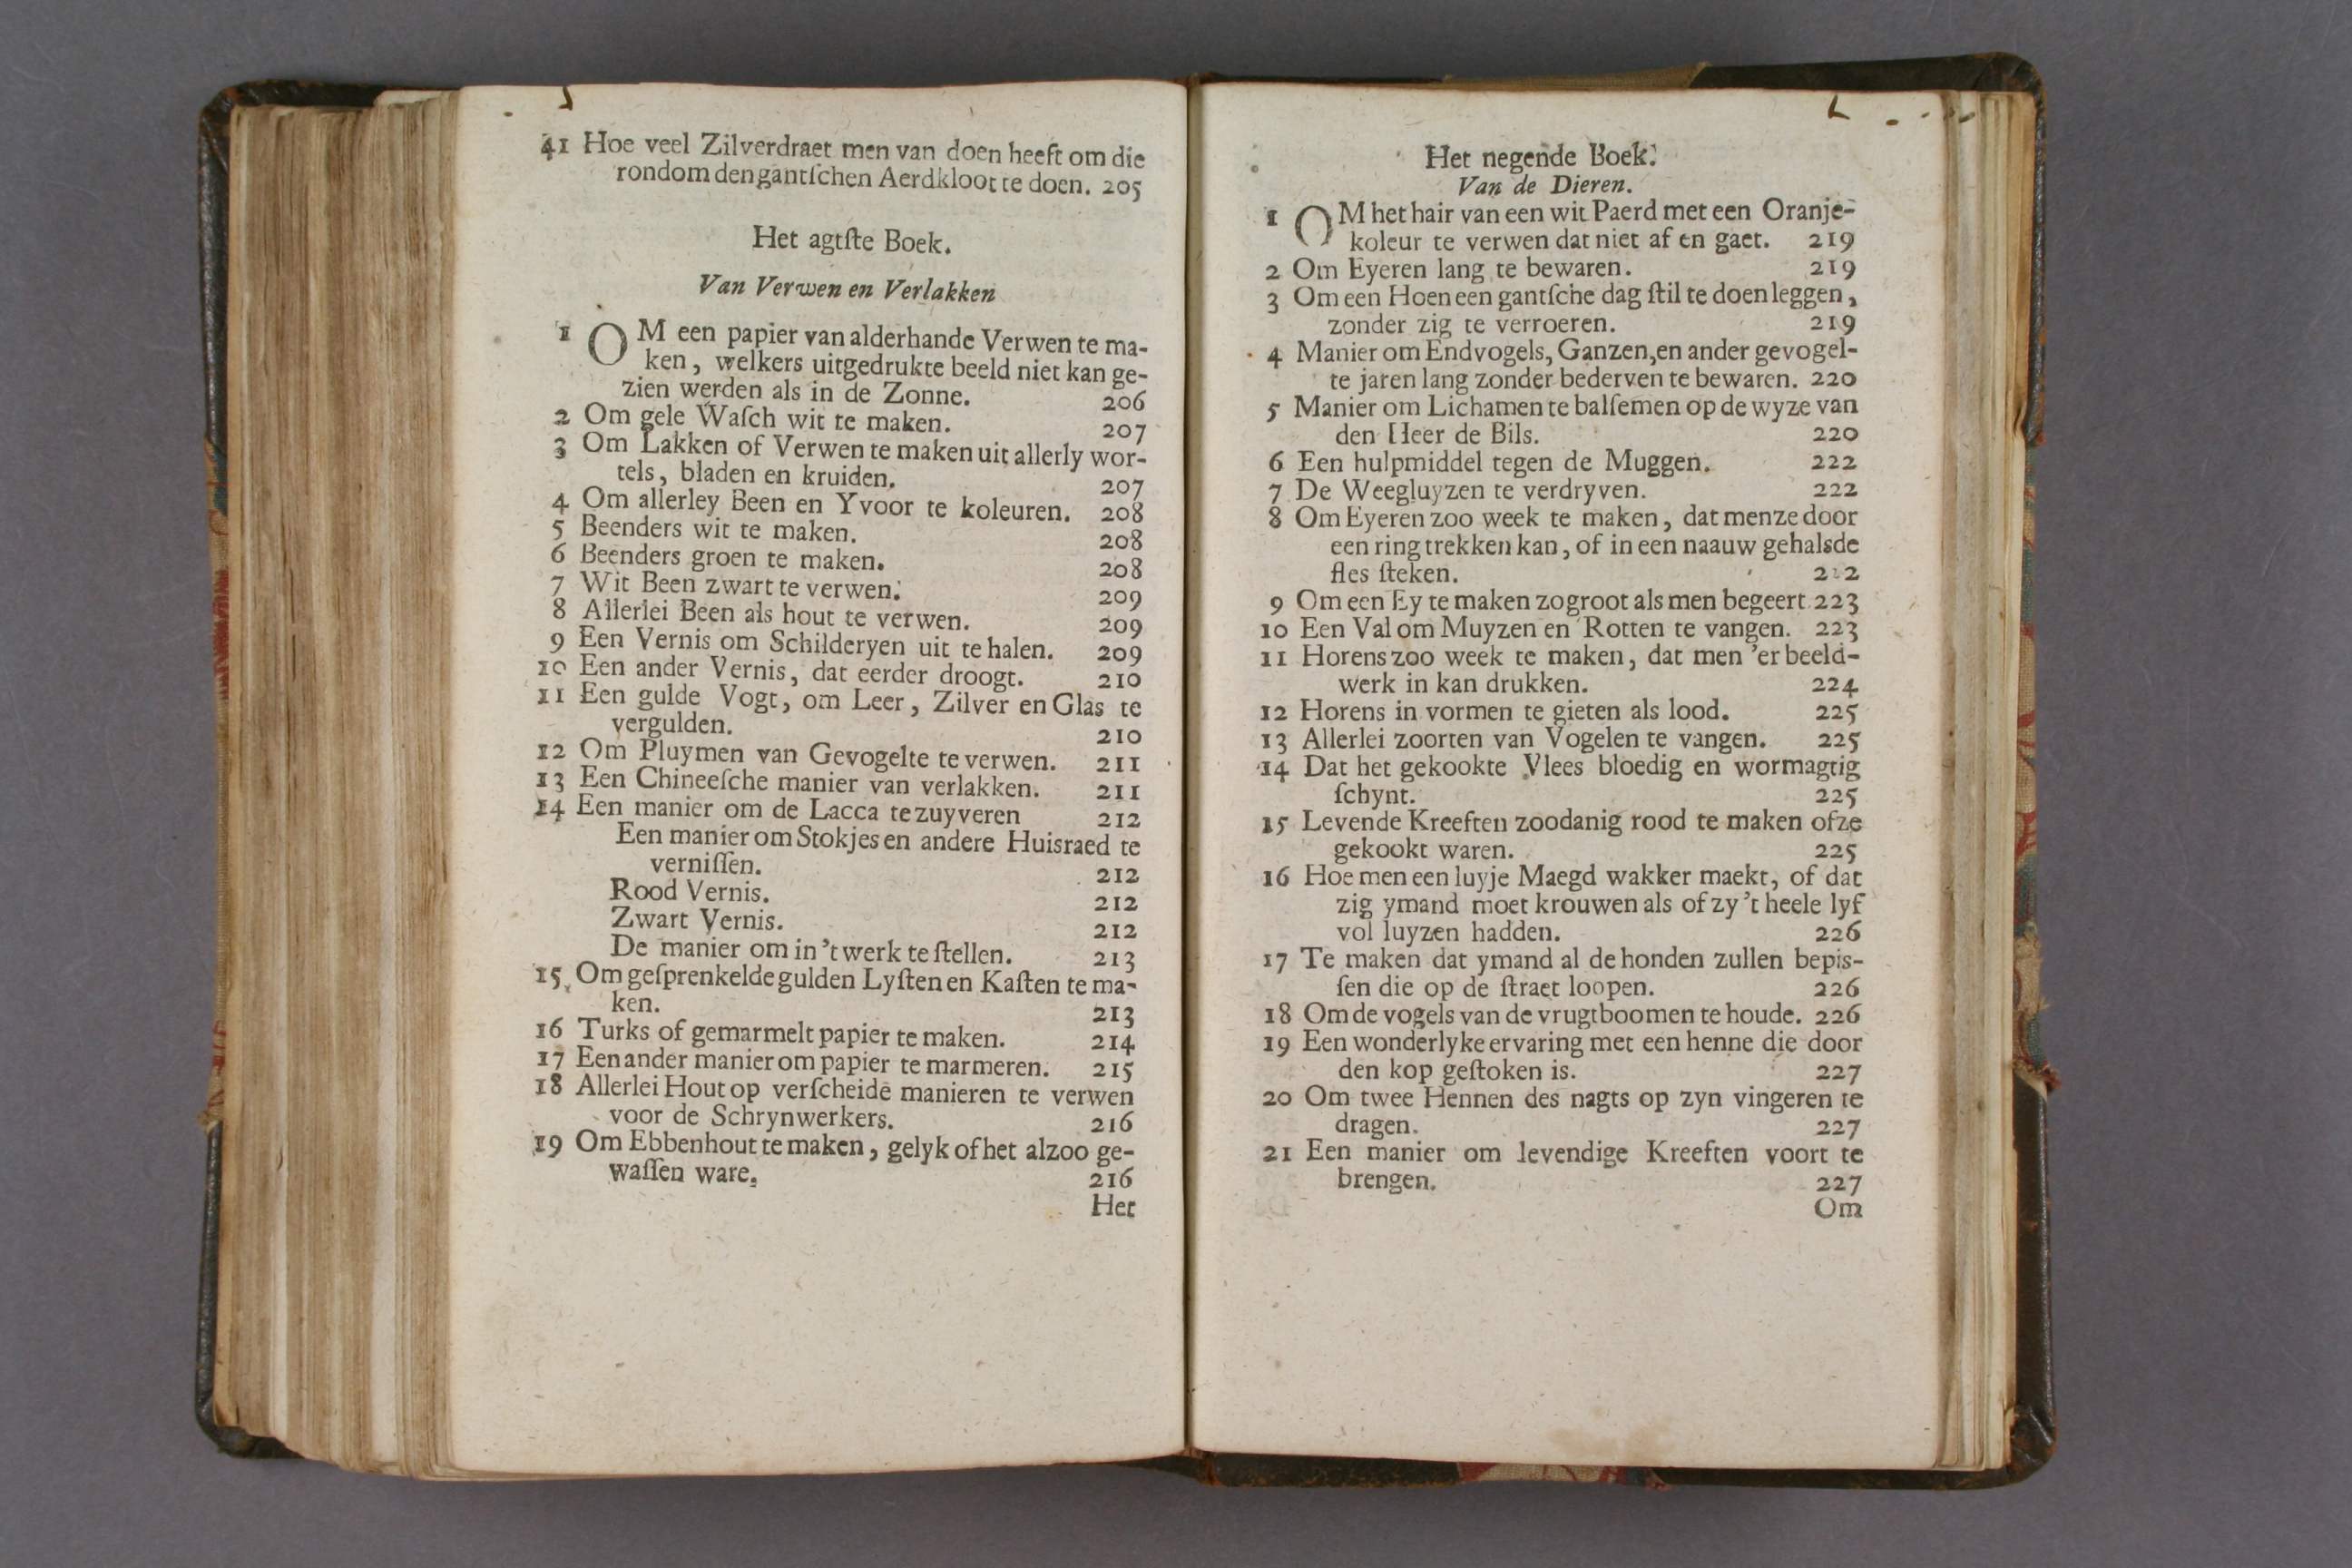 41 Hoe veel Zilverdraet men van doen heeft om die
rondom den gantſchen Aerdkloot te doen. 205
Het agtſte Boek.
Van Verwen en Verlakken
1 OM een papier van alderhande Verwen te ma-
ken, welkers uitgedrukte beeld niet kan ge-
zien werden als in de Zonne. 206
2 Om gele Waſch wit te maken. 207
3 Om Lakken of Verwen te maken uit allerly wor-
tels, bladen en kruiden. 207
4 Om allerley Been en Yvoor te koleuren. 208
5 Beenders wit te maken. 208
6 Beenders groen te maken. 208
7 Wit Been zwart te verwen. 209
8 Allerlei Been als hout te verwen. 209
9 Een Vernis om Schilderyen uit te halen. 209
10 Een ander Vernis, dat eerder droogt. 210
11 Een gulde Vogt, om Leer, Zilver en Glas te
vergulden. 210
12 Om Pluymen van Gevogelte te verwen. 211
13 Een Chineeſche manier van verlakken. 211
14 Een manier om de Lacca te zuyveren 212
Een manier om Stokjes en andere Huisraed te
verniſſen. 212
Rood Vernis. 212
Zwart Vernis. 212
De manier om in 't werk te ſtellen. 213
15 Om geſprenkelde gulden Lyſten en Kaſten te ma-
ken. 213
16 Turks of gemarmelt papier te maken. 214
17 Een ander manier om papier te marmeren. 215
18 Allerlei Hout op verſcheide manieren te verwen
voor de Schrynwerkers. 216
19 Om Ebbenhout te maken, gelyk of het alzoo ge-
waſſen ware. 216
Het
Het negende Boek.
Van de Dieren.
1 OM het hair van een wit Paerd met een Oranje-
koleur te verwen dat niet af en gaet. 219
2 Om Eyeren lang te bewaren. 219
3 Om een Hoen een gantſche dag ſtil te doen leggen,
zonder zig te verroeren. 219
4 Manier om Endvogels, Ganzen, en ander gevogel-
te jaren lang zonder bederven te bewaren. 220
5 Manier om Lichamen te balſemen op de wyze van
den Heer de Bils. 220
6 Een hulpmiddel tegen de Muggen. 222
7 De Weegluyzen te verdryven. 222
8 Om Eyeren zoo week te maken, dat menze door
een ring trekken kan, of in een naauw gehalsde
fles ſteken. 222
9 Om een Ey te maken zo groot als men begeert 223
10 Een Val om Muyzen en Rotten te vangen. 223
11 Horens zoo week te maken, dat men 'er beeld-
werk in kan drukken. 224
12 Horens in vormen te gieten als lood. 225
13 Allerlei zoorten van Vogelen te vangen. 225
14 Dat het gekookte Vlees bloedig en wormagtig
ſchynt. 225
15 Levende Kreeften zoodanig rood te maken ofze
gekookt waren. 225
16 Hoe men een luyje Maegd wakker maekt, of dat
zig ymand moet krouwen als of zy 't heele lyf
vol luyzen hadden. 226
17 Te maken dat ymand al de honden zullen bepis-
ſen die op de ſtraet loopen. 226
18 Om de vogels van de vrugtboomen te houde. 226
19 Een wonderlyke ervaring met een henne die door
den kop geſtoken is. 227
20 Om twee Hennen des nagts op zyn vingeren te
dragen. 227
21 Een manier om levendige Kreeften voort te
brengen. 227
Om